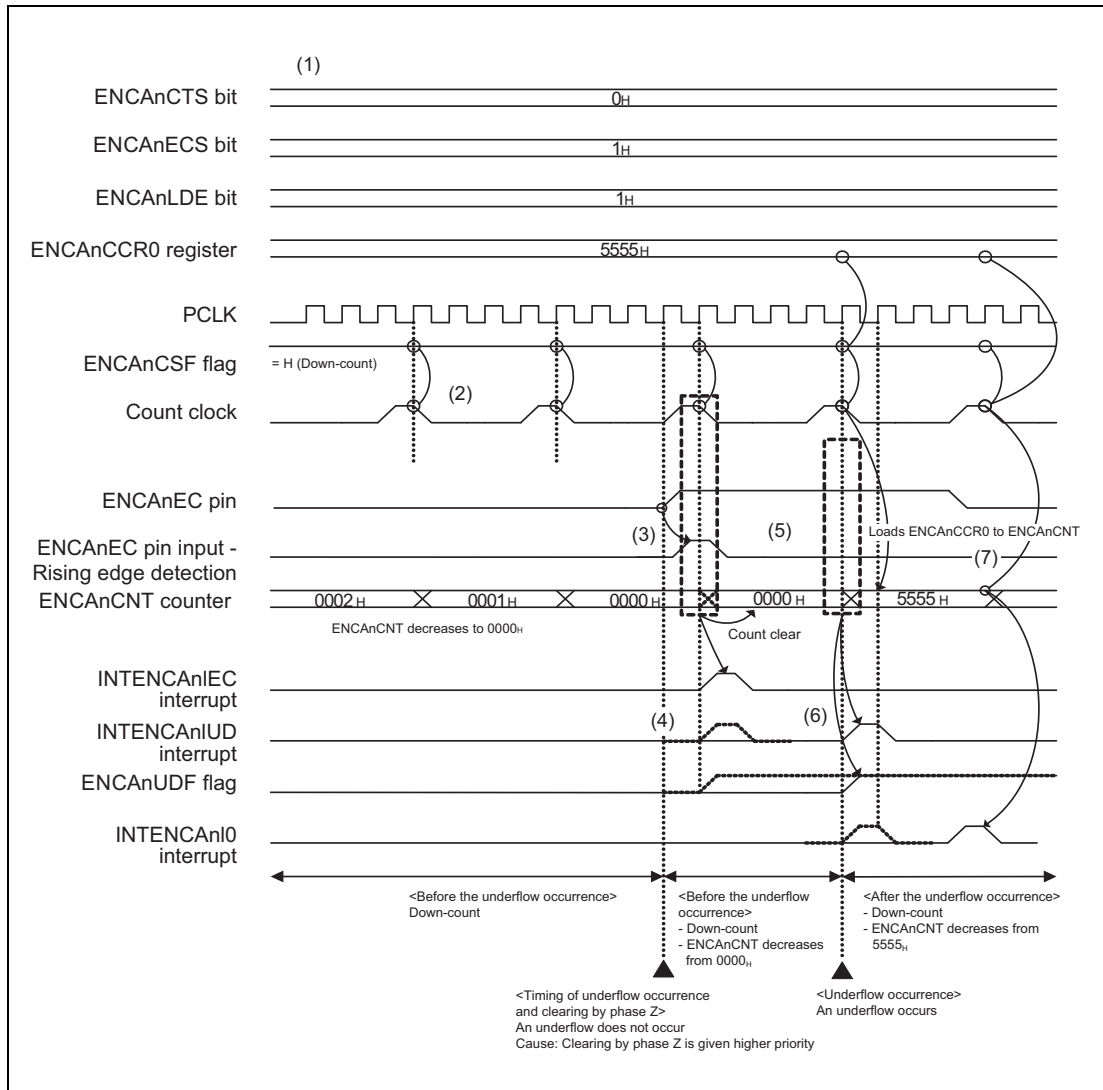 (1)
ENCAnCTS bit
0H
ENCAnECS bit
1H
ENCAnLDE bit
1H
ENCAnCCR0 register
5555H
PCLK
ENCAnCSF flag
= H (Down-count)
Count clock
(2)
ENCAnEC pin
(3)
(5)
Loads ENCAnCCR0 to ENCAnCNT
ENCAnEC pin input -
Rising edge detection
(7)
ENCAnCNT counter
0002 H
0001 H
0000 H
0000 H
5555 H
ENCAnCNT decreases to 0000H
Count clear
INTENCAnIEC
interrupt
(4)
(6)
INTENCAnIUD
interrupt
ENCAnUDF flag
INTENCAnI0
interrupt
<Before the underflow occurrence>
Down-count
<Before the underflow
occurrence>
- Down-count
- ENCAnCNT decreases
from 0000H
<After the underflow occurrence>
- Down-count
- ENCAnCNT decreases from
5555H
<Timing of underflow occurrence
and clearing by phase Z>
An underflow does not occur
Cause: Clearing by phase Z is given higher priority
<Underflow occurrence>
An underflow occurs